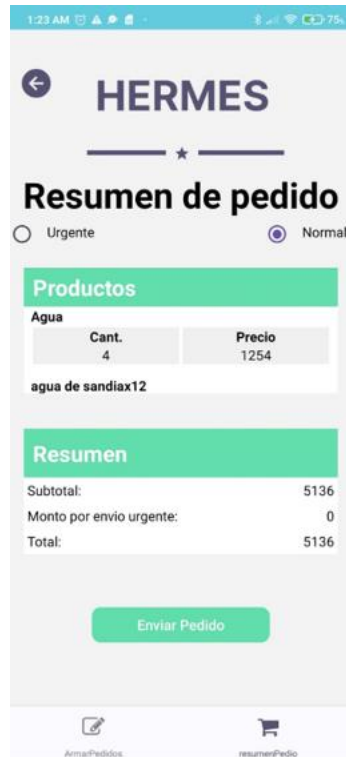 1:23 AM 75%
HERMES
Resumen de pedido
Urgente Normal
Productos
Agua
Cant. Precio
4 1254
agua de sandiax12
Resumen
Subtotal: 5136
Monto por envio urgente: 0
Total: 5136
Enviar Pedido
ArmarPedidos resumenPedio